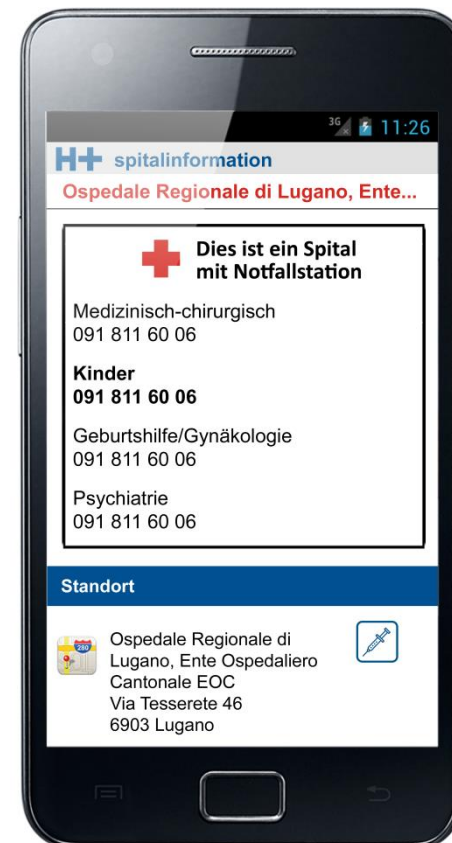 3G 11:26
H+ spitalinformation
Ospedale Regionale di Lugano, Ente...
Dies ist ein Spital
mit Notfallstation
Medizinisch-chirurgisch
091 811 60 06
Kinder
091 811 60 06
Geburtshilfe/Gynäkologie
091 811 60 06
Psychiatrie
091 811 60 06
Standort
280
Ospedale Regionale di
Lugano, Ente Ospedaliero
Cantonale EOC
Via Tesserete 46
6903 Lugano